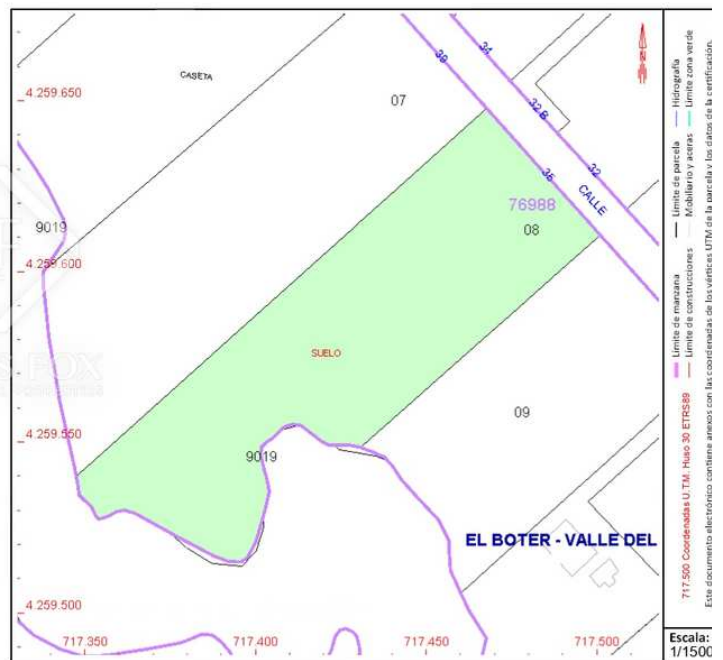 CASETA
4.259.650
07
39
34
32.B
32
35
CALLE
76988
08
9019
4.259.600
SUELO
4.259.550
9019
09
EL BOTER - VALLE DEL
4.259.500
717.350
717.400
717.450
717.500
717.500 Coordenadas U.T.M. Huso 30 ETRS89
Límite de manzana
Límite de parcela
Límite de construcciones
Mobiliario y aceras
Límite zona verde
Hidrografía
Este documento electrónico contiene anexos con las coordenadas de los vértices UTM de la parcela y los datos de la certificación.
Escala:
1/1500